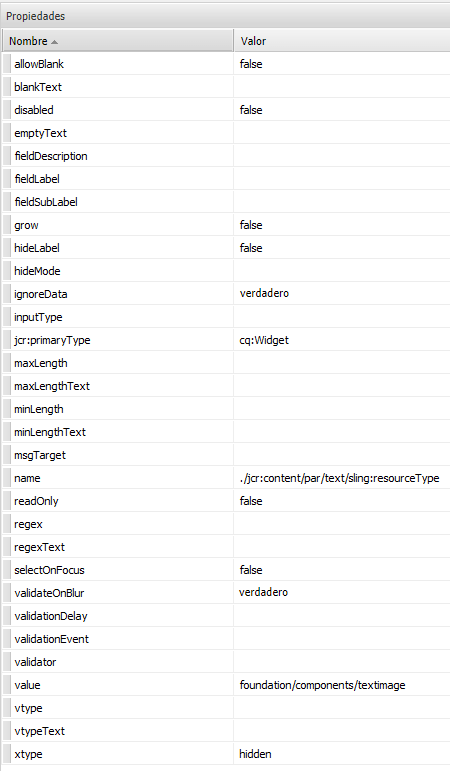 Propiedades
Nombre Valor
allowBlank false
blankText
disabled false
emptyText
fieldDescription
fieldLabel
fieldSubLabel
grow false
hideLabel false
hideMode
ignoreData verdadero
inputType
jcr:primaryType cq:Widget
maxLength
maxLengthText
minLength
minLengthText
msgTarget
name ./jcr:content/par/text/sling:resourceType
readOnly false
regex
regexText
selectOnFocus false
validateOnBlur verdadero
validationDelay
validationEvent
validator
value foundation/components/textimage
vtype
vtypeText
xtype hidden